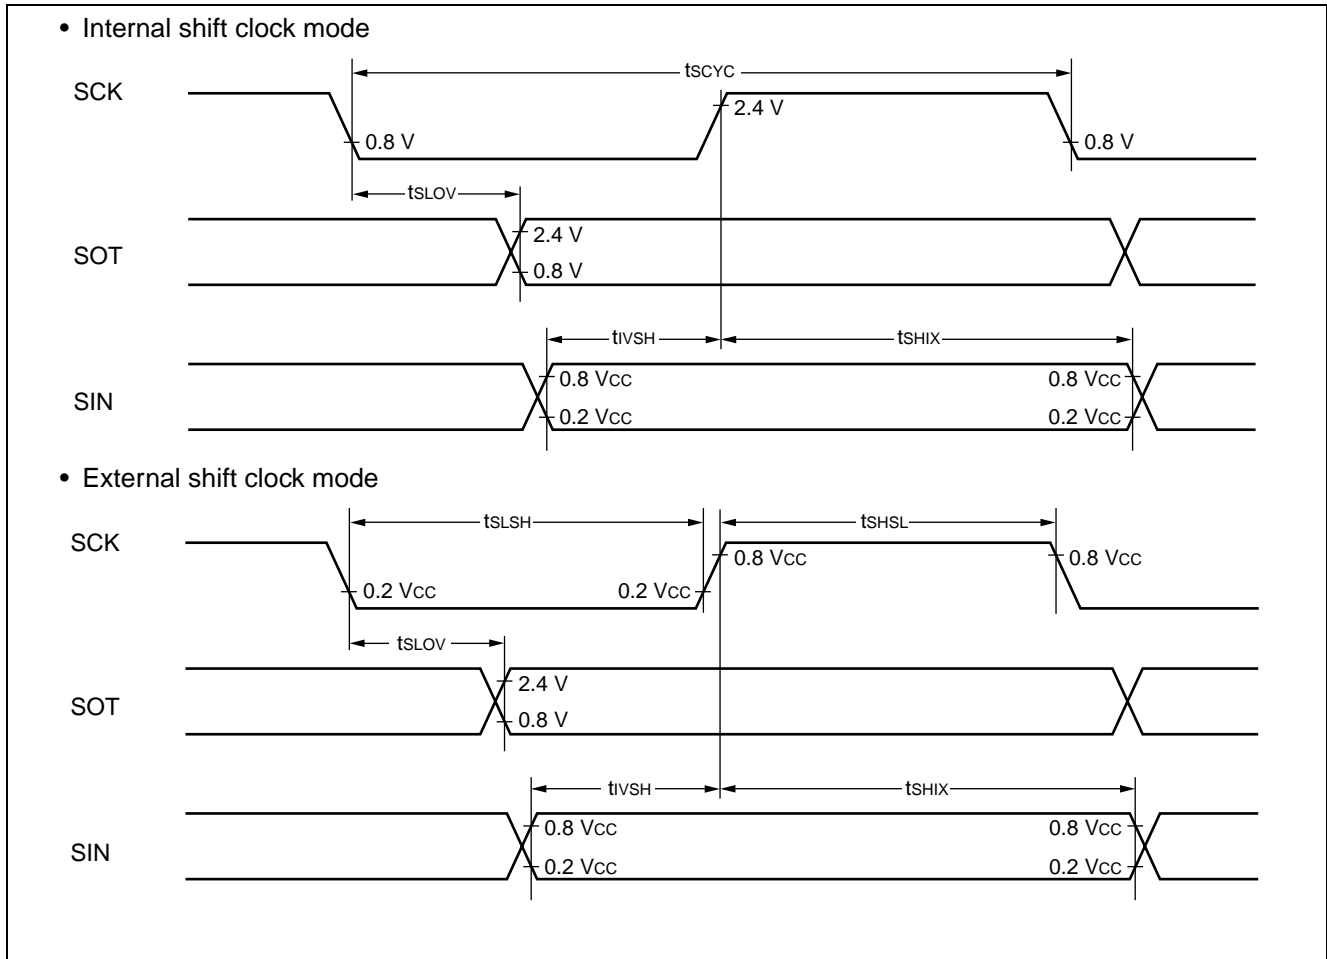 • Internal shift clock mode
tSCYC
SCK
2.4 V
0.8 V
0.8 V
tSLOV
SOT
2.4 V
0.8 V
tIVSH
tSHIX
SIN
0.8 VCC
0.8 VCC
0.2 VCC
0.2 VCC
• External shift clock mode
tSLSH
tSHSL
SCK
0.8 VCC
0.8 VCC
0.2 VCC
0.2 VCC
tSLOV
SOT
2.4 V
0.8 V
tIVSH
tSHIX
SIN
0.8 VCC
0.8 VCC
0.2 VCC
0.2 VCC